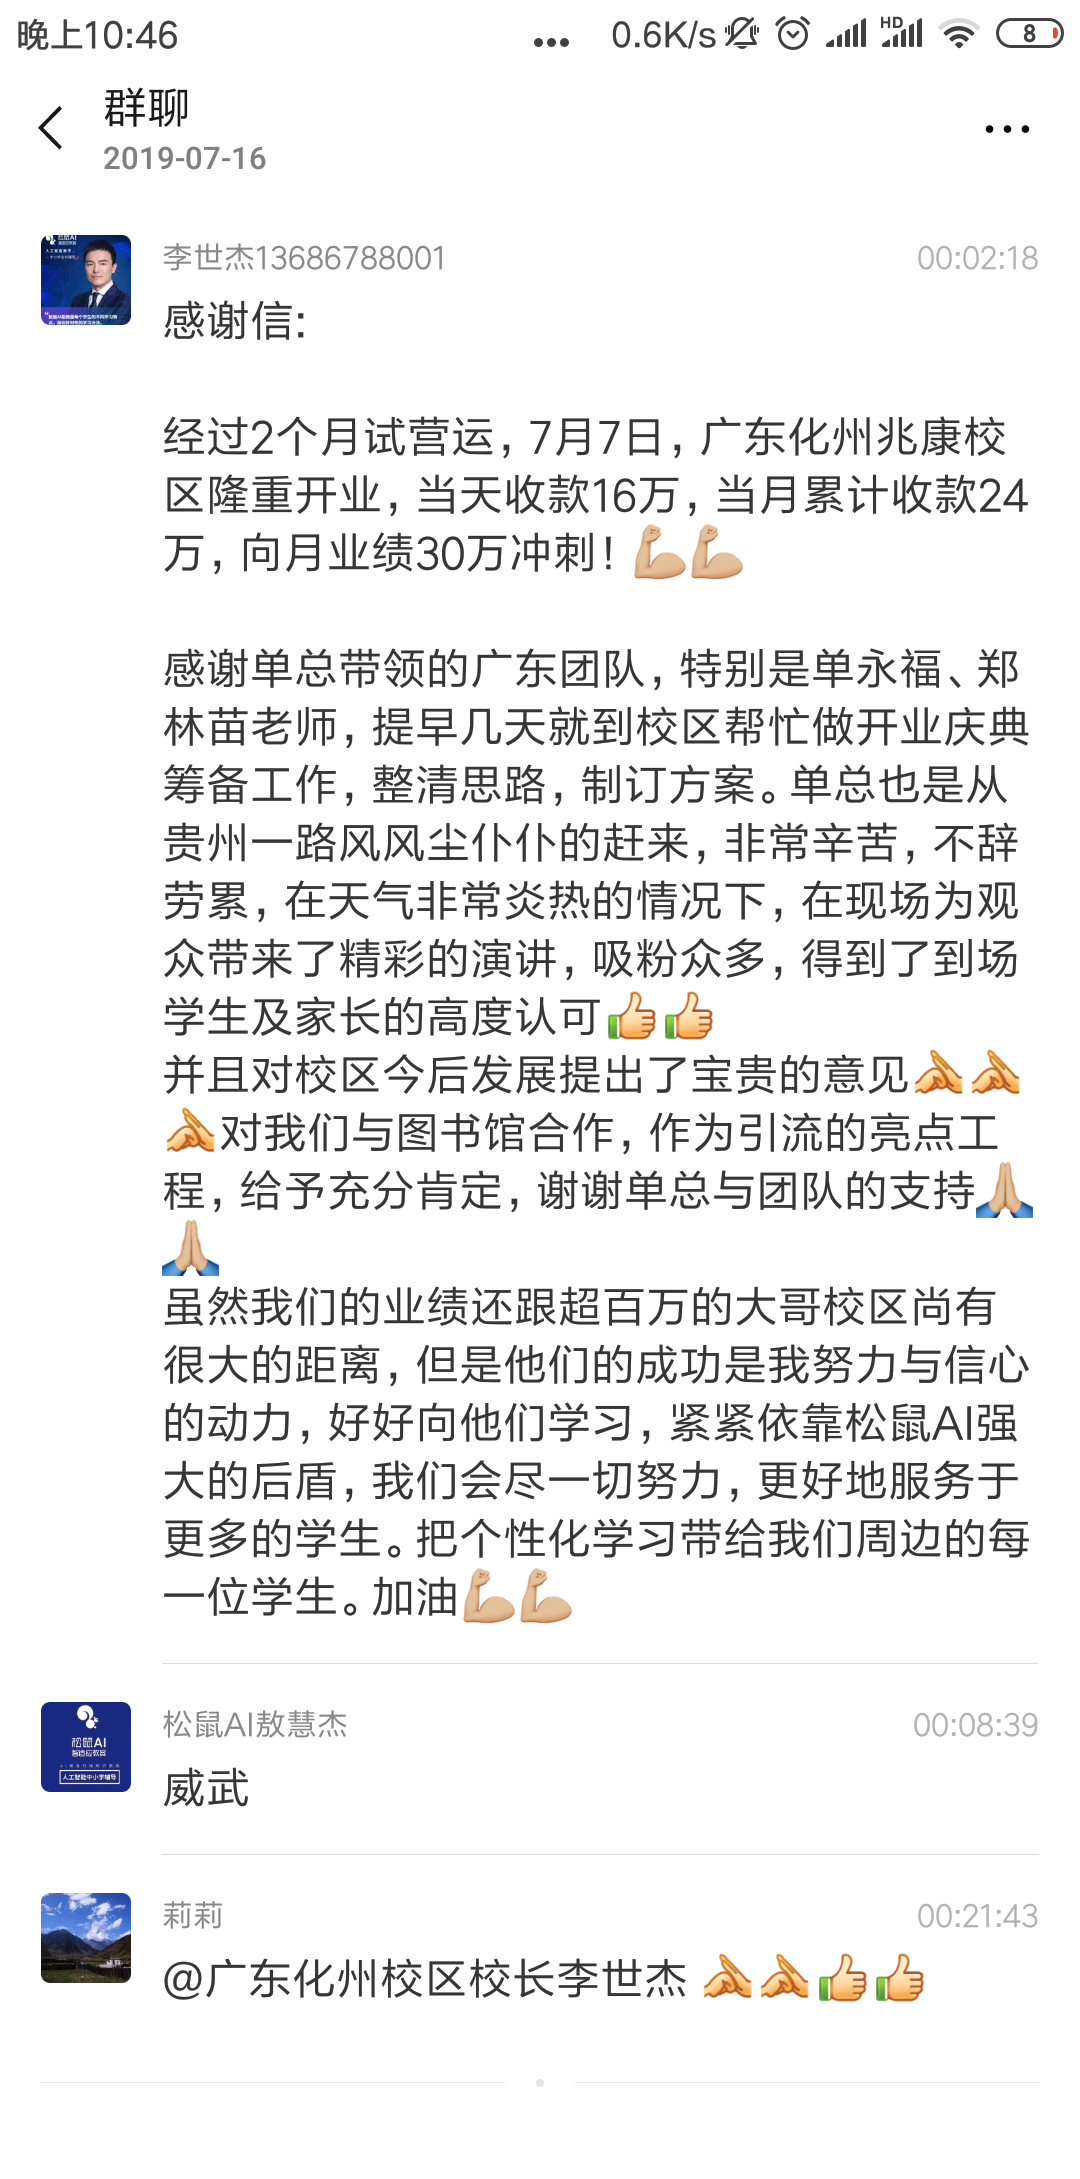 晚上10:46
0.6K/s
HD
8
群聊
2019-07-16
李世杰13686788001
00:02:18
感谢信:
经过2个月试营运，7月7日，广东化州兆康校
区隆重开业，当天收款16万，当月累计收款24
万，向月业绩30万冲刺！💪🏼💪🏼
感谢单总带领的广东团队，特别是单永福、郑
林苗老师，提早几天就到校区帮忙做开业庆典
筹备工作，整清思路，制订方案。单总也是从
贵州一路风风尘仆仆的赶来，非常辛苦，不辞
劳累，在天气非常炎热的情况下，在现场为观
众带来了精彩的演讲，吸粉众多，得到了到场
学生及家长的高度认可👍👍
并且对校区今后发展提出了宝贵的意见
对我们与图书馆合作，作为引流的亮点工
程，给予充分肯定，谢谢单总与团队的支持🙏🏼
🙏🏼
虽然我们的业绩还跟超百万的大哥校区尚有
很大的距离，但是他们的成功是我努力与信心
的动力，好好向他们学习，紧紧依靠松鼠AI强
大的后盾，我们会尽一切努力，更好地服务于
更多的学生。把个性化学习带给我们周边的每
一位学生。加油💪🏼💪🏼
松鼠AI
智适应教育
人工智能中小学辅导
松鼠AI敖慧杰
00:08:39
威武
莉莉
00:21:43
@广东化州校区校长李世杰 👍👍